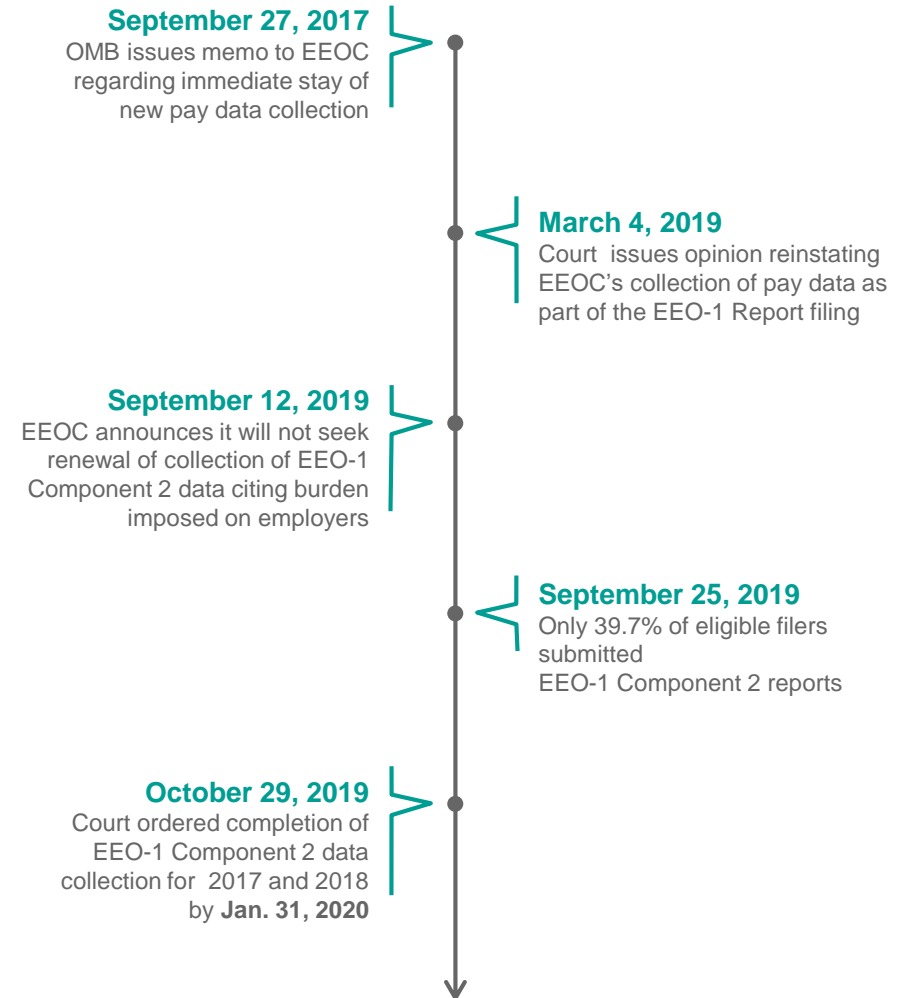 September 27, 2017
OMB issues memo to EEOC
regarding immediate stay of
new pay data collection
March 4, 2019
Court issues opinion reinstating
EEOC’s collection of pay data as
part of the EEO-1 Report filing
September 12, 2019
EEOC announces it will not seek
renewal of collection of EEO-1
Component 2 data citing burden
imposed on employers
September 25, 2019
Only 39.7% of eligible filers
submitted
EEO-1 Component 2 reports
October 29, 2019
Court ordered completion of
EEO-1 Component 2 data
collection for 2017 and 2018
by Jan. 31, 2020